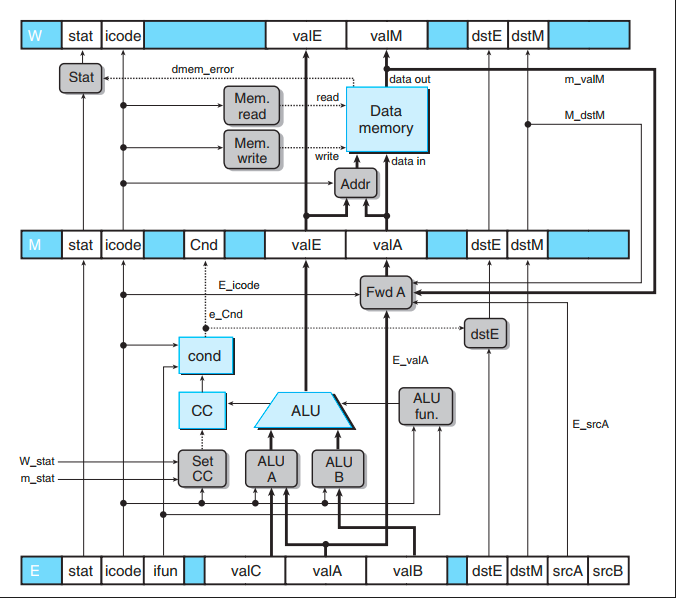 W stat icode valE valM dstE dstM
dmem_error
Stat
data out
m_valM
Mem.
read
read
Data
memory
M_dstM
Mem.
write
write
data in
Addr
M stat icode Cnd valE valA dstE dstM
E_icode
Fwd A
e_Cnd
dstE
cond
E_valA
CC
ALU
ALU
fun.
E_srcA
W_stat
m_stat
Set
CC
ALU
A
ALU
B
E stat icode ifun valC valA valB dstE dstM srcA srcB